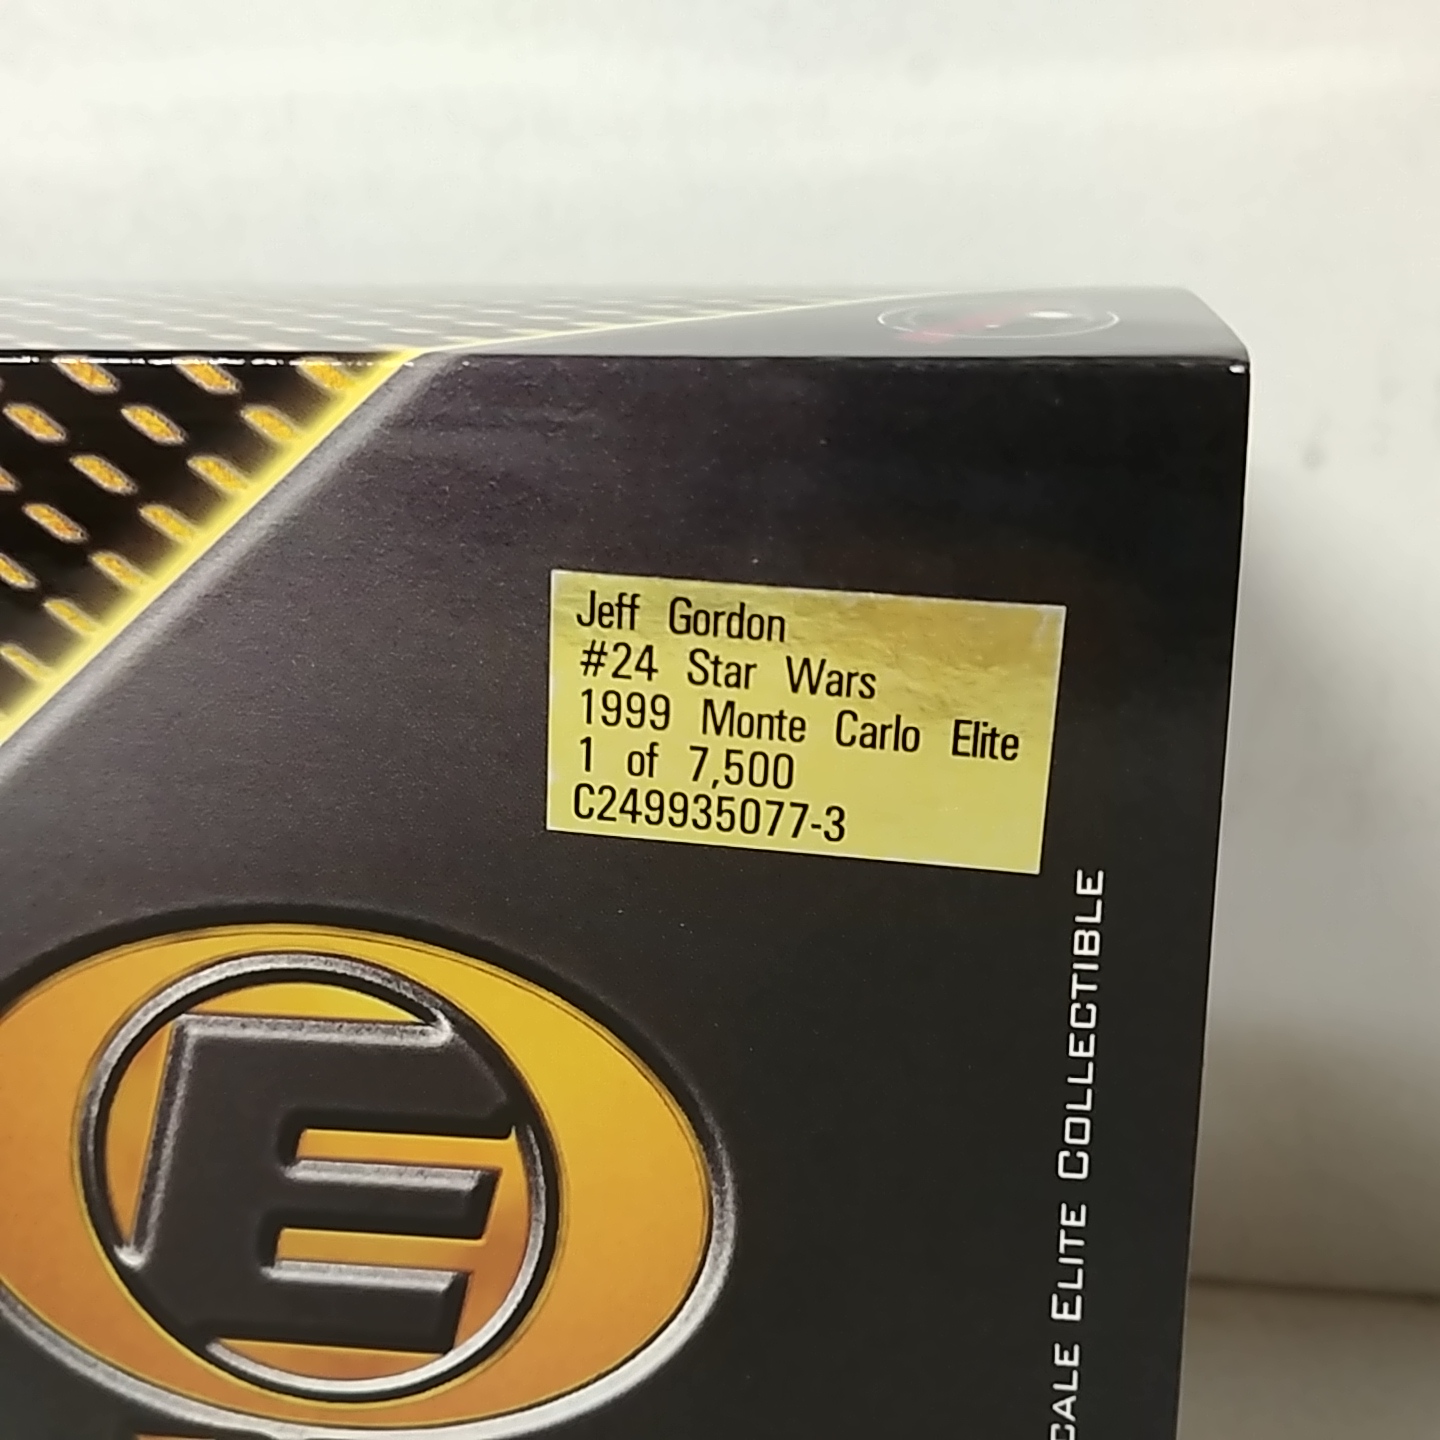 Jeff Gordon
#24 Star Wars
1999 Monte Carlo Elite
1 of 7,500
C249935077-3
E
ELITE COLLECTIBLE